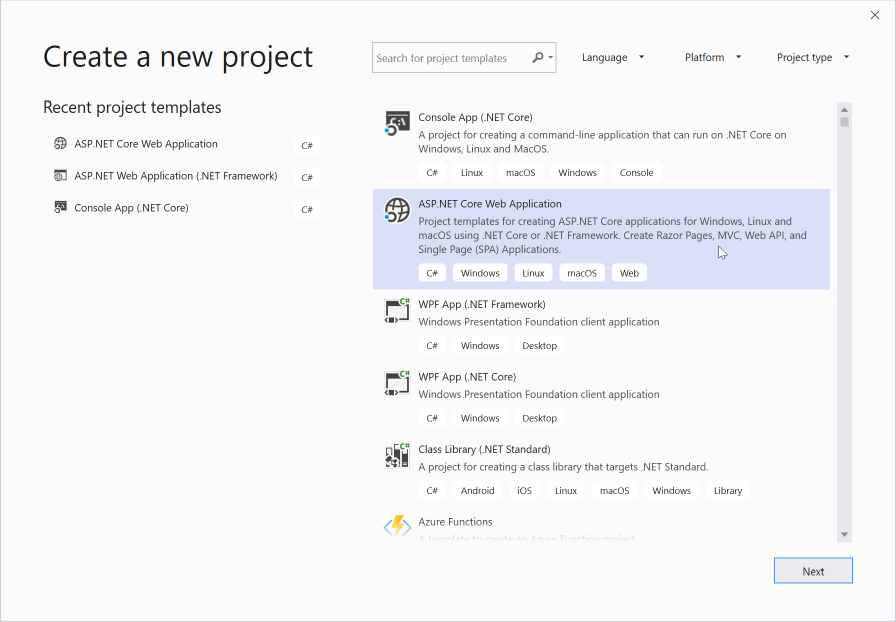 Create a new project
Search for project templates
Language
Platform
Project type
Recent project templates
ASP.NET Core Web Application
C#
ASP.NET Web Application (.NET Framework)
C#
Console App (.NET Core)
C#
Console App (.NET Core)
A project for creating a command-line application that can run on .NET Core on
Windows, Linux and MacOS.
C# Linux macOS Windows Console
ASP.NET Core Web Application
Project templates for creating ASP.NET Core applications for Windows, Linux and
macOS using .NET Core or .NET Framework. Create Razor Pages, MVC, Web API, and
Single Page (SPA) Applications.
C# Windows Linux macOS Web
WPF App (.NET Framework)
Windows Presentation Foundation client application
C# Windows Desktop
WPF App (.NET Core)
Windows Presentation Foundation client application
C# Windows Desktop
Class Library (.NET Standard)
A project for creating a class library that targets .NET Standard.
C# Android iOS Linux macOS Windows Library
Azure Functions
A template to create an Azure Function project.
Next